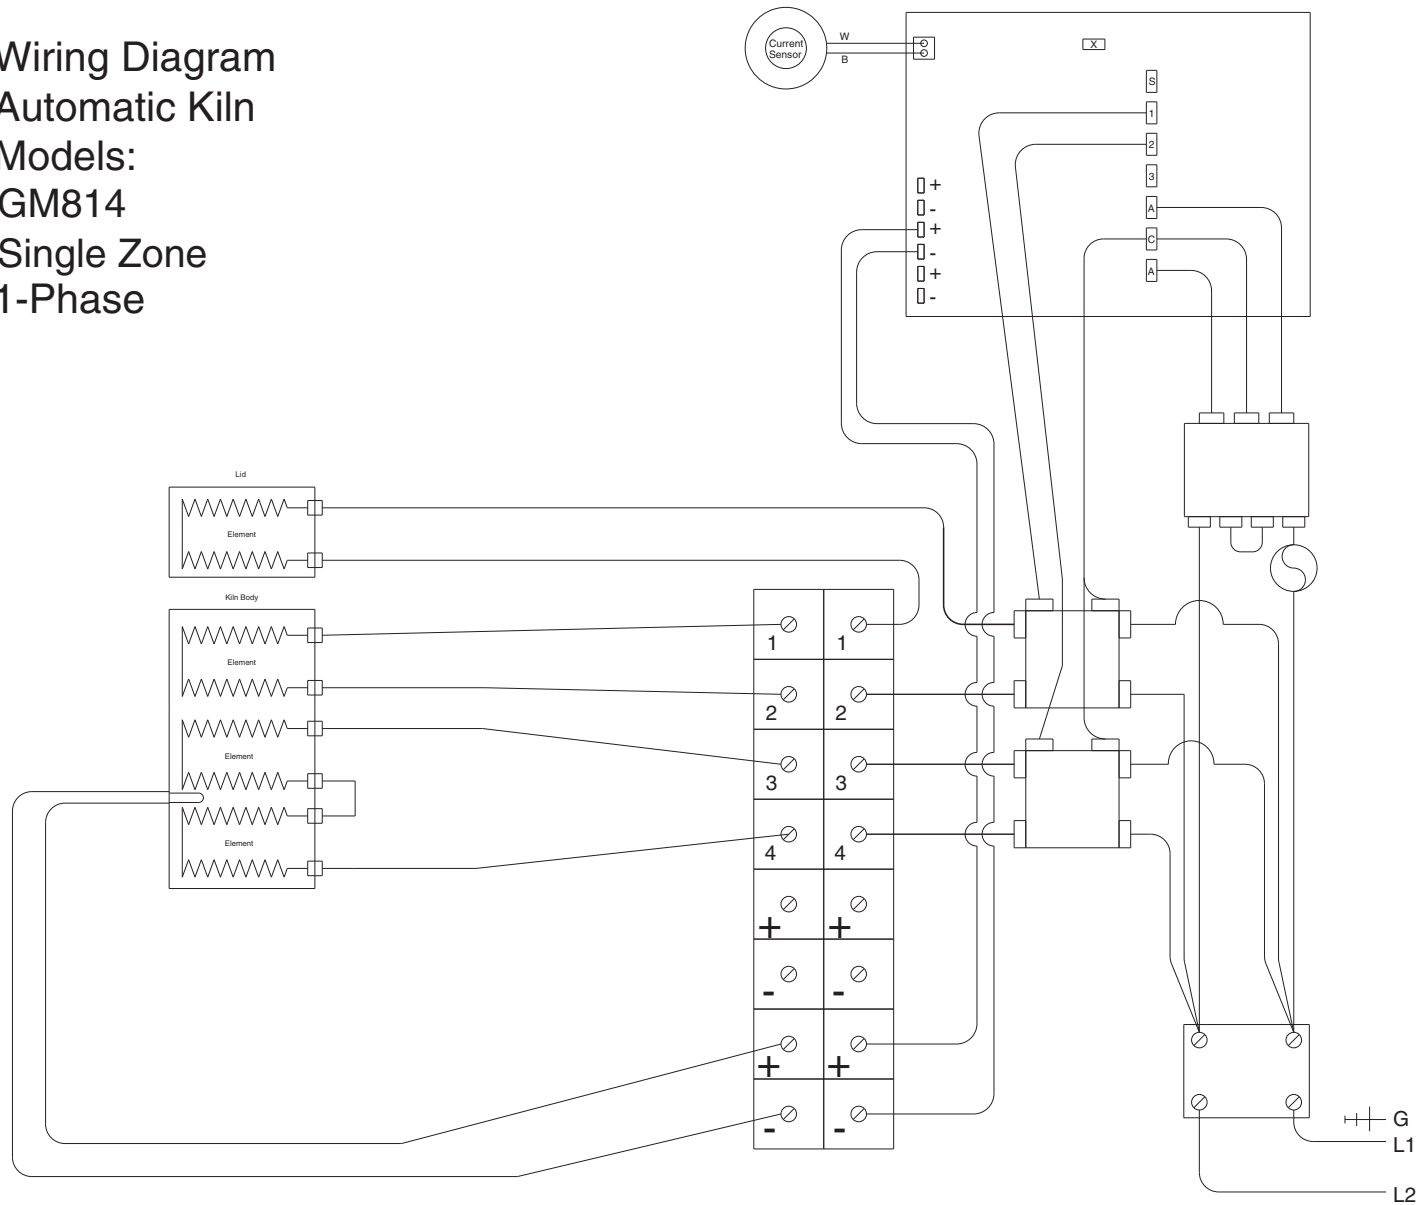 Wiring Diagram
Automatic Kiln
Models:
GM814
Single Zone
1-Phase
Current
Sensor
W
B
X
S
1
2
3
A
C
A
+
-
+
-
+
-
Lid
Element
Kiln Body
Element
Element
Element
1 1
2 2
3 3
4 4
+ +
- -
+ +
- -
G
L1
L2